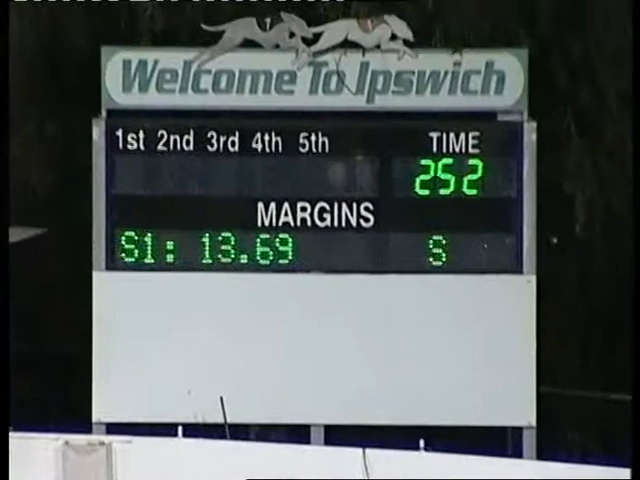 Welcome To Ipswich
1st 2nd 3rd 4th 5th TIME
252
MARGINS
S1: 13.69 S